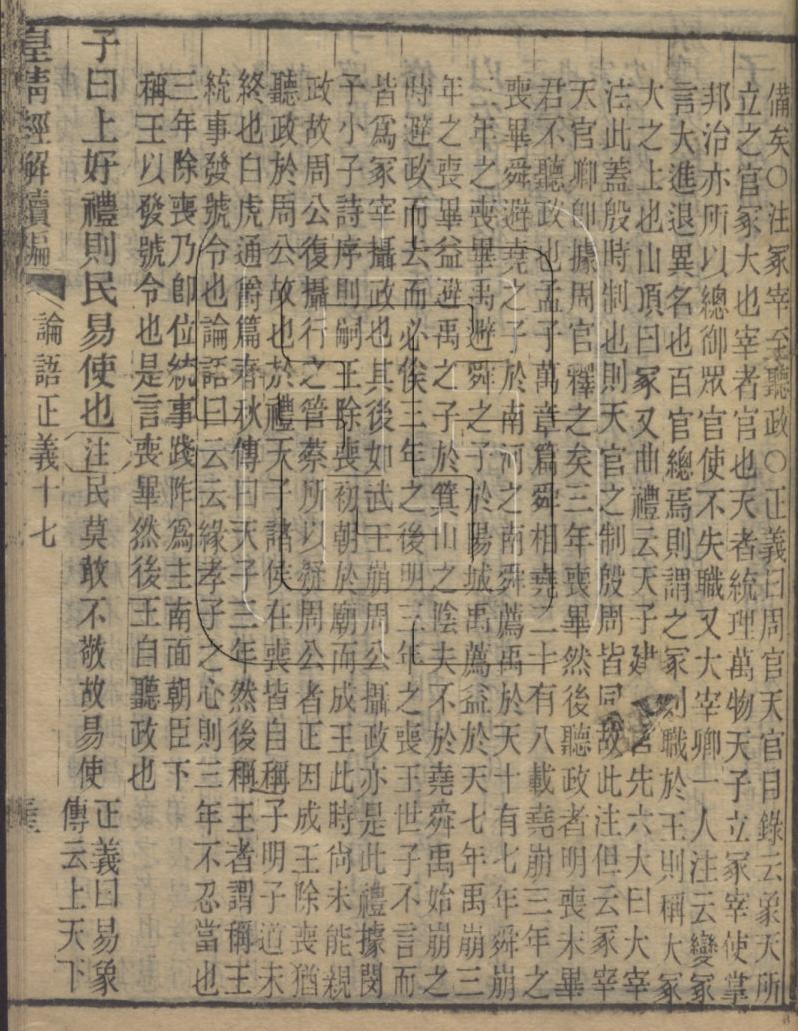 備矣○注冢宰至聽政○正義曰周官天官目錄云象天所
立之官冢大也宰者官也天者統理萬物天子立冢宰使掌
邦治亦所以總御眾官使不失職又大宰卿一人注云變冢
言大進退異名也百官總焉則謂之冢列職於王則稱大冢
大之上也山頂曰冢又曲禮云天子建天官先六大曰大宰
注此蓋殷時制也則天官之制殷周皆同故此注但云冢宰
天官卿卽據周官釋之矣三年喪畢然後聽政者明喪未畢
君不聽政也孟子萬章篇舜相堯二十有八載堯崩三年之
喪畢舜避堯之子於南河之南舜薦禹於天十有七年舜崩
三年之喪畢禹避舜之子於陽城禹薦益於天七年禹崩三
年之喪畢益避禹之子於箕山之陰夫不於堯舜禹始崩之
時避政而去而必俟三年之後明三年之喪王世子不言而
皆爲冢宰攝政也其後如武王崩周公攝政亦是此禮據閔
予小子詩序則嗣王除喪初朝於廟而成王此時尙未能親
政故周公復攝行之管蔡所以疑周公者正因成王除喪猶
聽政於周公故也於禮天子諸侯在喪皆自稱子明子道未
終也白虎通爵篇春秋傳曰天子三年然後稱王者謂稱王
統事發號令也論語曰云云緣孝子之心則三年不忍當也
三年除喪乃卽位統事踐阼爲主南面朝臣下
稱王以發號令也是言喪畢然後王自聽政也
子曰上好禮則民易使也注民莫敢不敬故易使
正義曰易象
傳云上天下
皇淸經解續編
論語正義十七